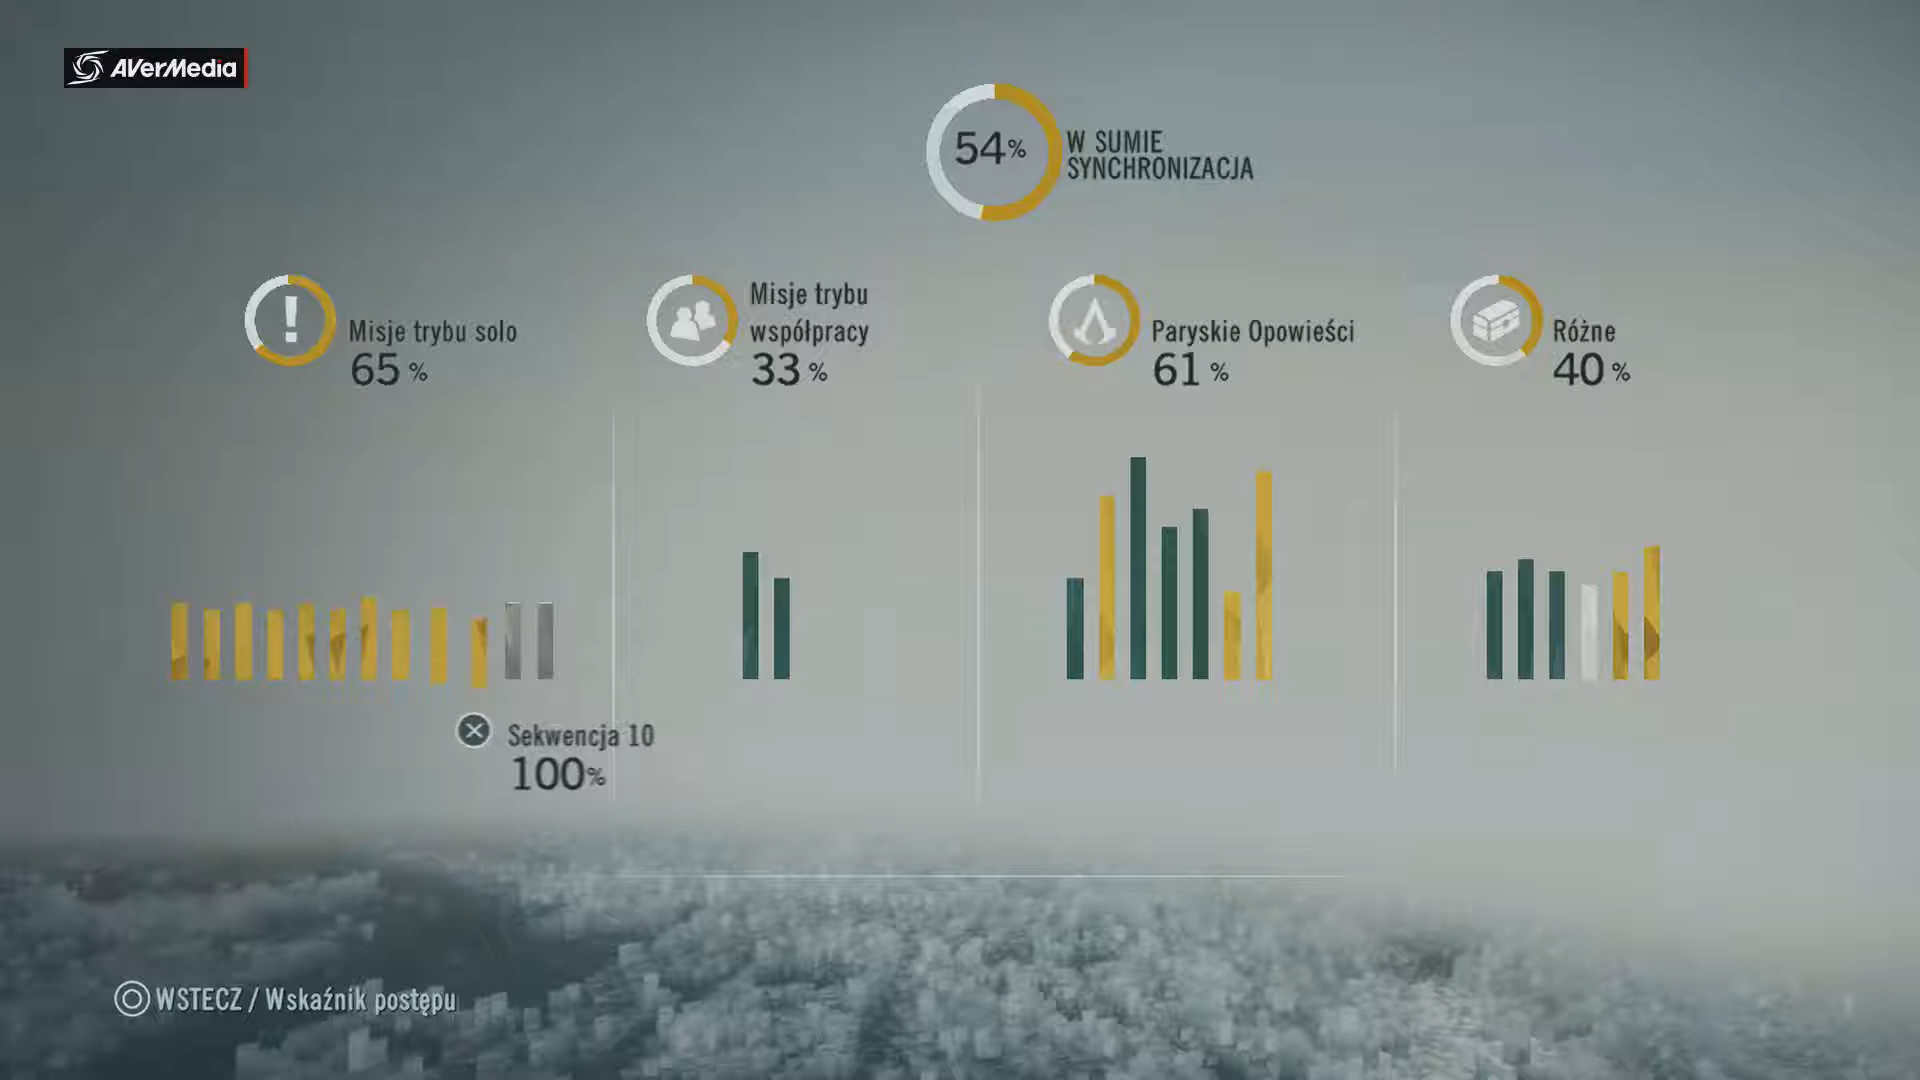 AVerMedia
54%
W SUMIE
SYNCHRONIZACJA
Misje trybu solo
65 %
Misje trybu
współpracy
33 %
Paryskie Opowieści
61 %
Różne
40 %
Sekwencja 10
100%
WSTECZ / Wskaźnik postępu